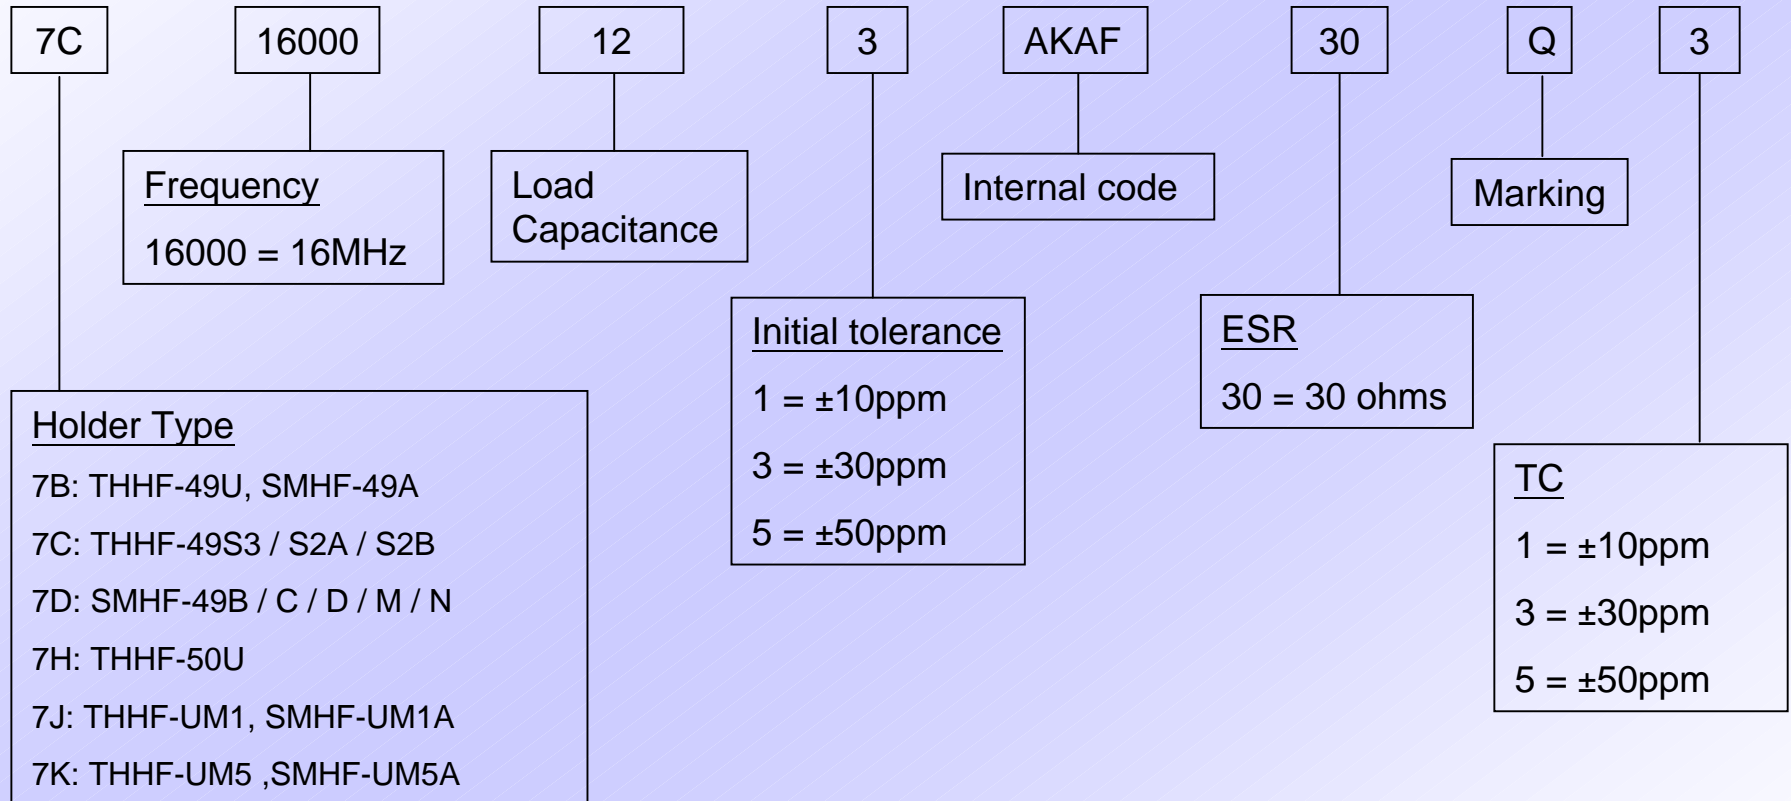 7C 16000 12 3 AKAF 30 Q 3
Frequency
16000 = 16MHz
Load
Capacitance
Internal code
Marking
Initial tolerance
1 = ±10ppm
3 = ±30ppm
5 = ±50ppm
ESR
30 = 30 ohms
Holder Type
7B: THHF-49U, SMHF-49A
7C: THHF-49S3 / S2A / S2B
7D: SMHF-49B / C / D / M / N
7H: THHF-50U
7J: THHF-UM1, SMHF-UM1A
7K: THHF-UM5 ,SMHF-UM5A
TC
1 = ±10ppm
3 = ±30ppm
5 = ±50ppm